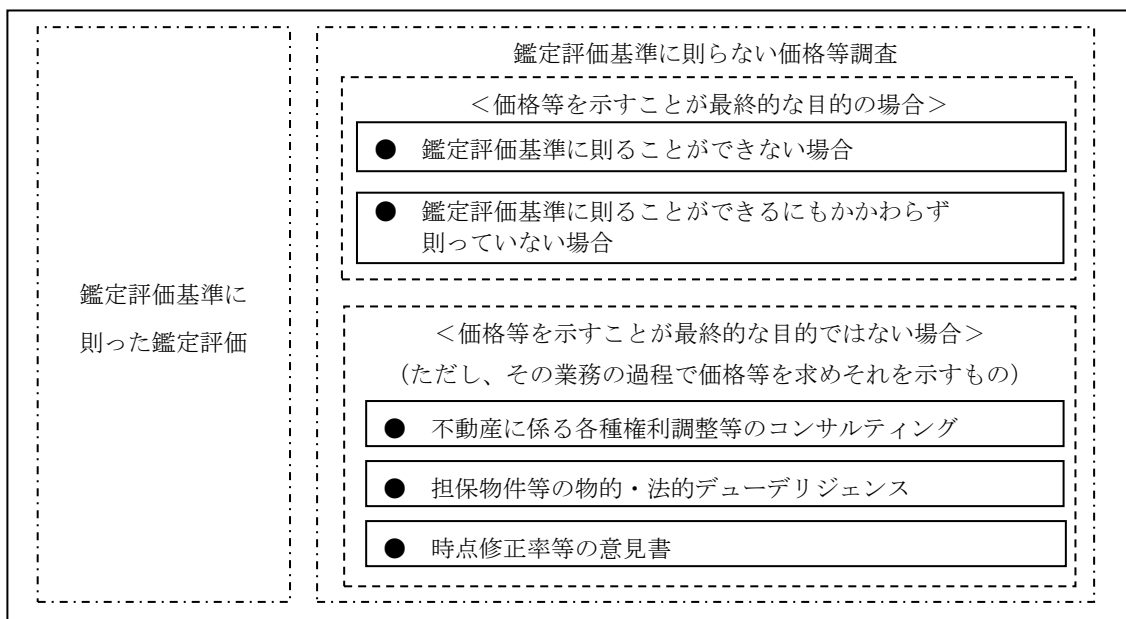 鑑定評価基準に
則った鑑定評価
鑑定評価基準に則らない価格等調査
＜価格等を示すことが最終的な目的の場合＞
● 鑑定評価基準に則ることができない場合
● 鑑定評価基準に則ることができるにもかかわらず
則っていない場合
＜価格等を示すことが最終的な目的ではない場合＞
（ただし、その業務の過程で価格等を求めそれを示すもの）
● 不動産に係る各種権利調整等のコンサルティング
● 担保物件等の物的・法的デューデリジェンス
● 時点修正率等の意見書